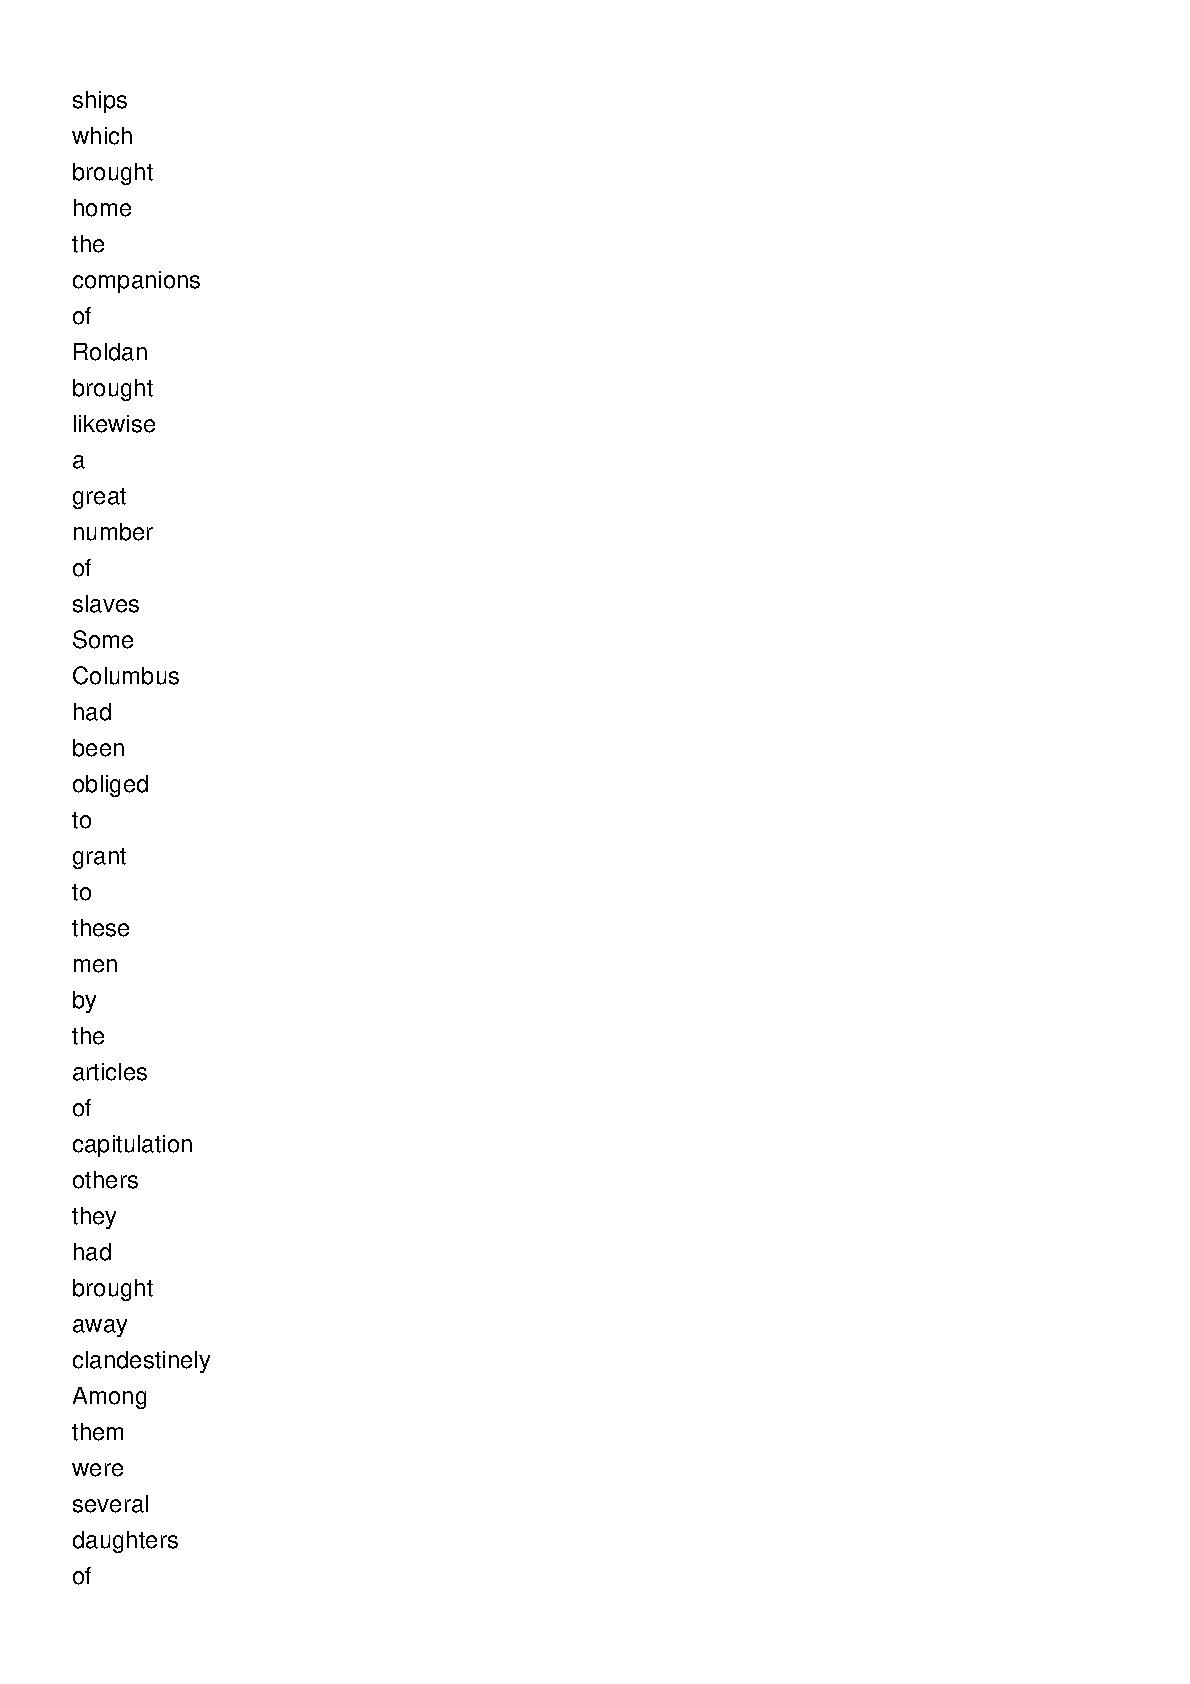 ships
which
brought
home
the
companions
of
Roldan
brought
likewise
a
great
number
of
slaves
Some
Columbus
had
been
obliged
to
grant
to
these
men
by
the
articles
of
capitulation
others
they
had
brought
away
clandestinely
Among
them
were
several
daughters
of